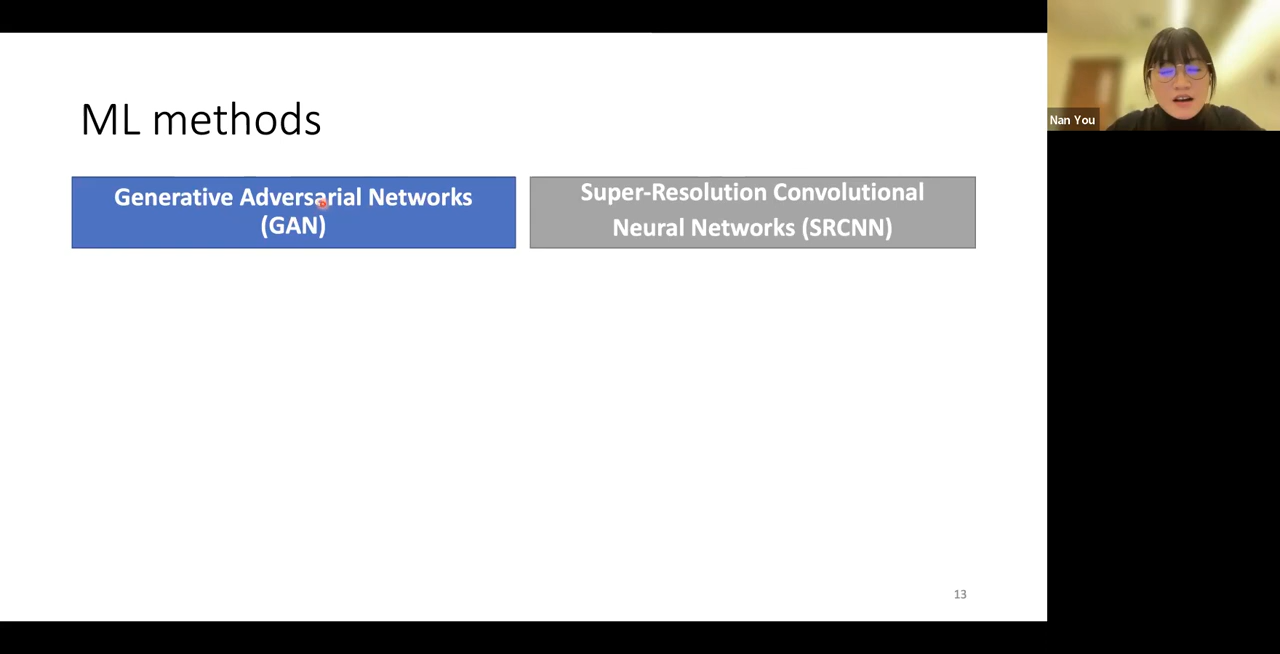 ML methods
Generative Adversarial Networks
(GAN)
Super-Resolution Convolutional
Neural Networks (SRCNN)
13
Nan You